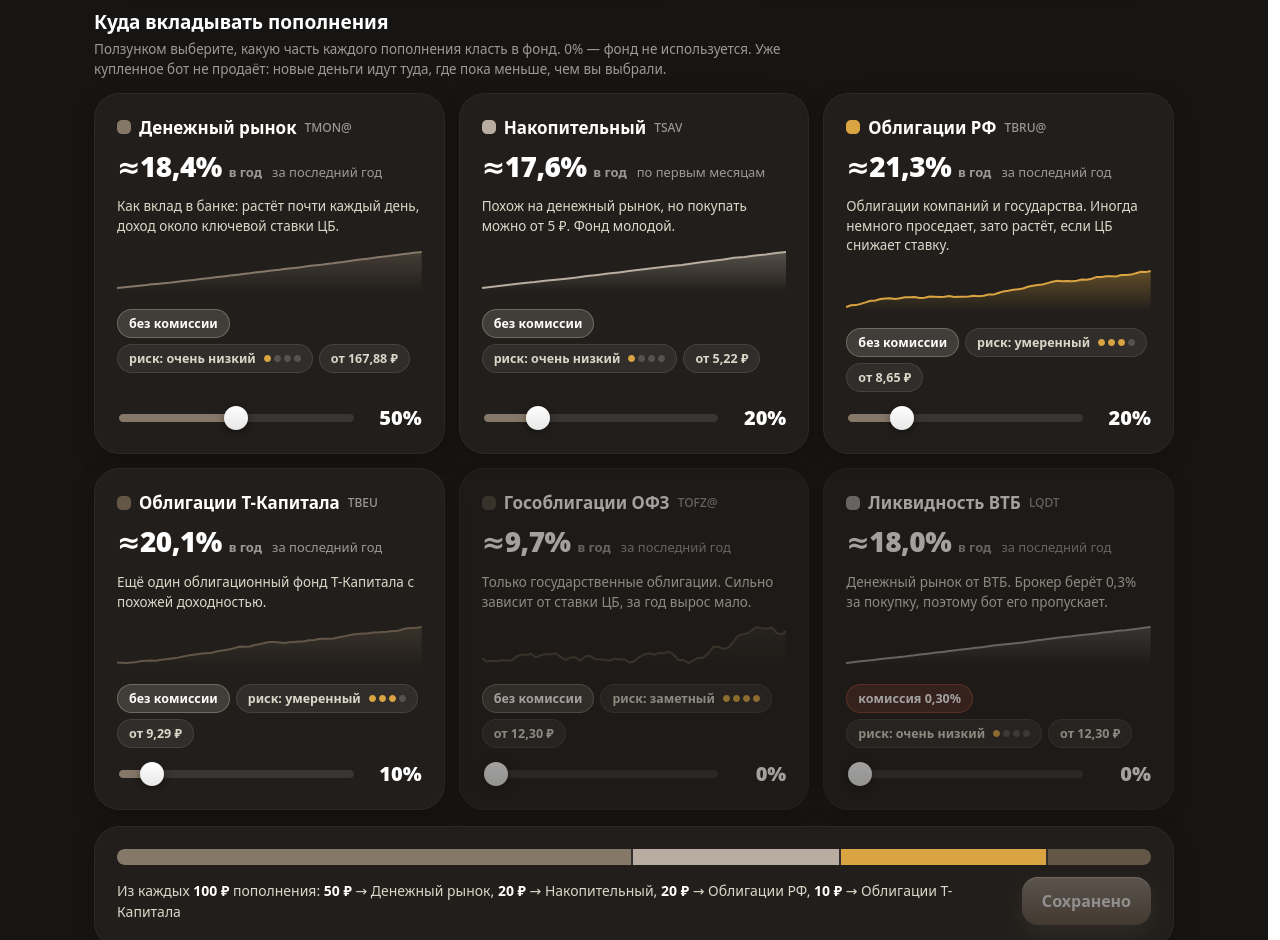 Куда вкладывать пополнения
Ползунком выберите, какую часть каждого пополнения класть в фонд. 0% — фонд не используется. Уже
купленное бот не продаёт: новые деньги идут туда, где пока меньше, чем вы выбрали.
Денежный рынок TMON@
≈18,4% в год за последний год
Как вклад в банке: растёт почти каждый день,
доход около ключевой ставки ЦБ.
без комиссии
риск: очень низкий
от 167,88 ₽
50%
Накопительный TSAV
≈17,6% в год по первым месяцам
Похож на денежный рынок, но покупать
можно от 5 ₽. Фонд молодой.
без комиссии
риск: очень низкий
от 5,22 ₽
20%
Облигации РФ TBRU@
≈21,3% в год за последний год
Облигации компаний и государства. Иногда
немного проседает, зато растёт, если ЦБ
снижает ставку.
без комиссии
риск: умеренный
от 8,65 ₽
20%
Облигации Т-Капитала TBEU
≈20,1% в год за последний год
Ещё один облигационный фонд Т-Капитала с
похожей доходностью.
без комиссии
риск: умеренный
от 9,29 ₽
10%
Гособлигации ОФЗ TOFZ@
≈9,7% в год за последний год
Только государственные облигации. Сильно
зависит от ставки ЦБ, за год вырос мало.
без комиссии
риск: заметный
от 12,30 ₽
0%
Ликвидность ВТБ LQDT
≈18,0% в год за последний год
Денежный рынок от ВТБ. Брокер берёт 0,3%
за покупку, поэтому бот его пропускает.
комиссия 0,30%
риск: очень низкий
от 12,30 ₽
0%
Из каждых 100 ₽ пополнения: 50 ₽ → Денежный рынок, 20 ₽ → Накопительный, 20 ₽ → Облигации РФ, 10 ₽ → Облигации Т-
Капитала
Сохранено